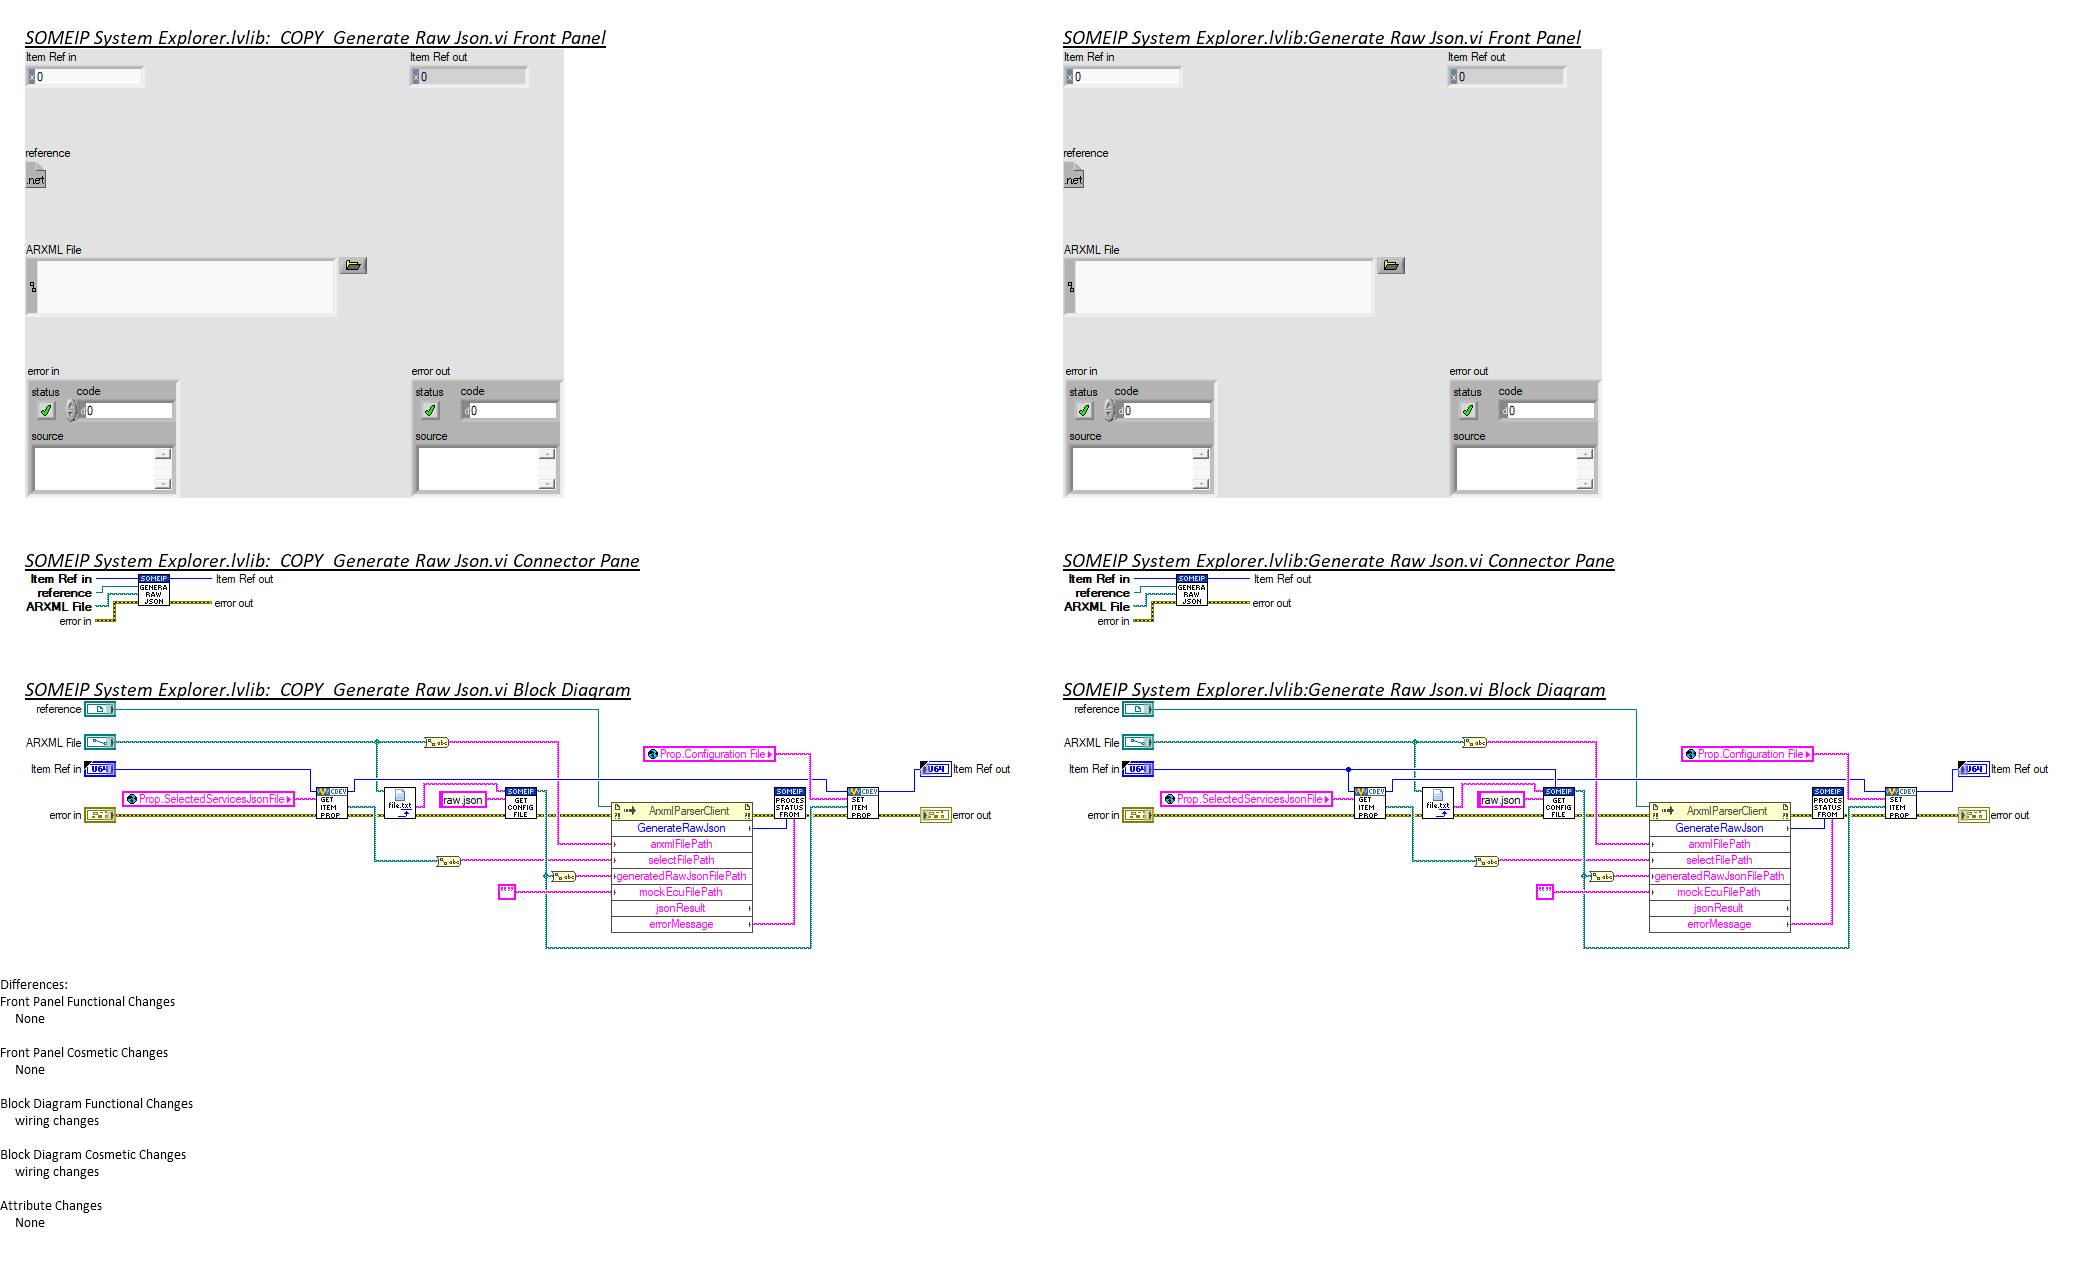 SOMEIP System Explorer.lvlib:  COPY  Generate Raw Json.vi Front Panel
Item Ref in
Item Ref out
x 0
x 0
reference
.net
ARXML File
error in
error out
status
code
status
code
d 0
d 0
source
source
SOMEIP System Explorer.lvlib:  COPY  Generate Raw Json.vi Connector Pane
Item Ref in
reference
ARXML File
error in
SOMEIP
GENERA
RAW
JSON
Item Ref out
error out
SOMEIP System Explorer.lvlib:  COPY  Generate Raw Json.vi Block Diagram
reference
ARXML File
abc
Prop.Configuration File
Item Ref in
U64
U64
Item Ref out
Prop.SelectedServicesJsonFile
CDEV
GET
ITEM
PROP
file.txt
raw.json
SOMEIP
GET
CONFIG
FILE
SOMEIP
PROCES
STATUS
FROM
CDEV
SET
ITEM
PROP
error in
error out
ArxmlParserClient
?!
?!
GenerateRawJson
arxmlFilePath
abc
selectFilePath
abc
generatedRawJsonFilePath
""
mockEcuFilePath
jsonResult
errorMessage
SOMEIP System Explorer.lvlib:Generate Raw Json.vi Front Panel
Item Ref in
Item Ref out
x 0
x 0
reference
.net
ARXML File
error in
error out
status
code
status
code
d 0
d 0
source
source
SOMEIP System Explorer.lvlib:Generate Raw Json.vi Connector Pane
Item Ref in
reference
ARXML File
error in
SOMEIP
GENERA
RAW
JSON
Item Ref out
error out
SOMEIP System Explorer.lvlib:Generate Raw Json.vi Block Diagram
reference
ARXML File
abc
Prop.Configuration File
Item Ref in
U64
U64
Item Ref out
Prop.SelectedServicesJsonFile
CDEV
GET
ITEM
PROP
file.txt
raw.json
SOMEIP
GET
CONFIG
FILE
SOMEIP
PROCES
STATUS
FROM
CDEV
SET
ITEM
PROP
error in
error out
ArxmlParserClient
?!
?!
GenerateRawJson
arxmlFilePath
abc
selectFilePath
abc
generatedRawJsonFilePath
""
mockEcuFilePath
jsonResult
errorMessage
Differences:
Front Panel Functional Changes
None
Front Panel Cosmetic Changes
None
Block Diagram Functional Changes
wiring changes
Block Diagram Cosmetic Changes
wiring changes
Attribute Changes
None